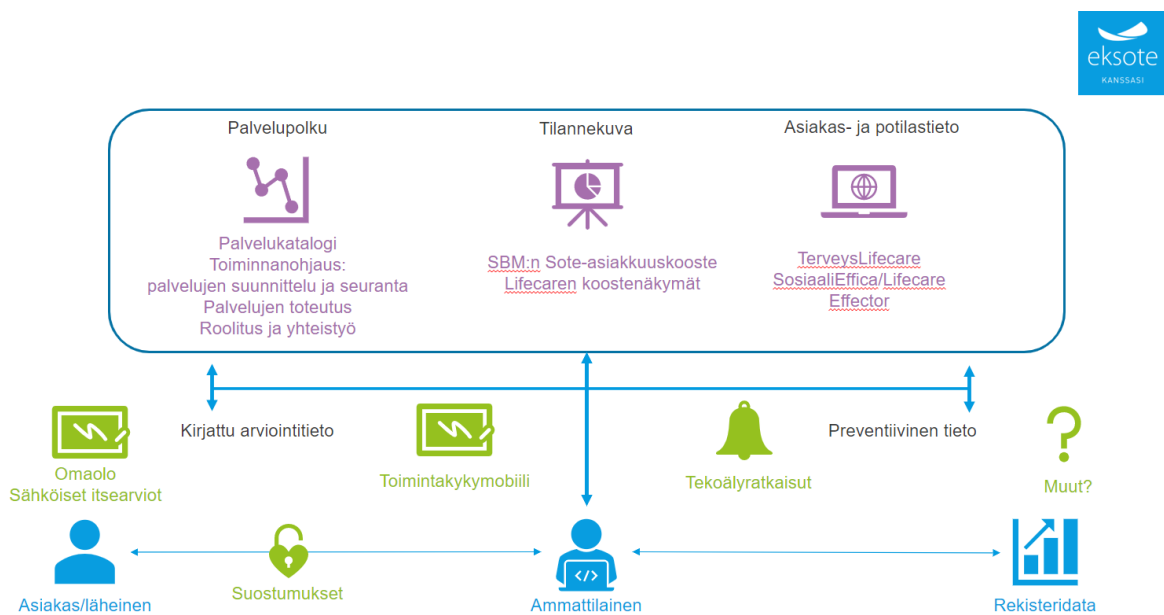 eksote
KANSSASI
Palvelupolku
Tilannekuva
Asiakas- ja potilastieto
Palvelukatalogi
Toiminnanohjaus:
palvelujen suunnittelu ja seuranta
Palvelujen toteutus
Roolitus ja yhteistyö
SBM:n Sote-asiakkuuskooste
Lifecaren koostenäkymät
TerveysLifecare
SosiaaliEffica/Lifecare
Effector
Kirjattu arviointitieto
Preventiivinen tieto
Omaolo
Sähköiset itsearviot
Toimintakykymobiili
Tekoälyratkaisut
Muut?
Suostumukset
</>
Asiakas/läheinen
Ammattilainen
Rekisteridata